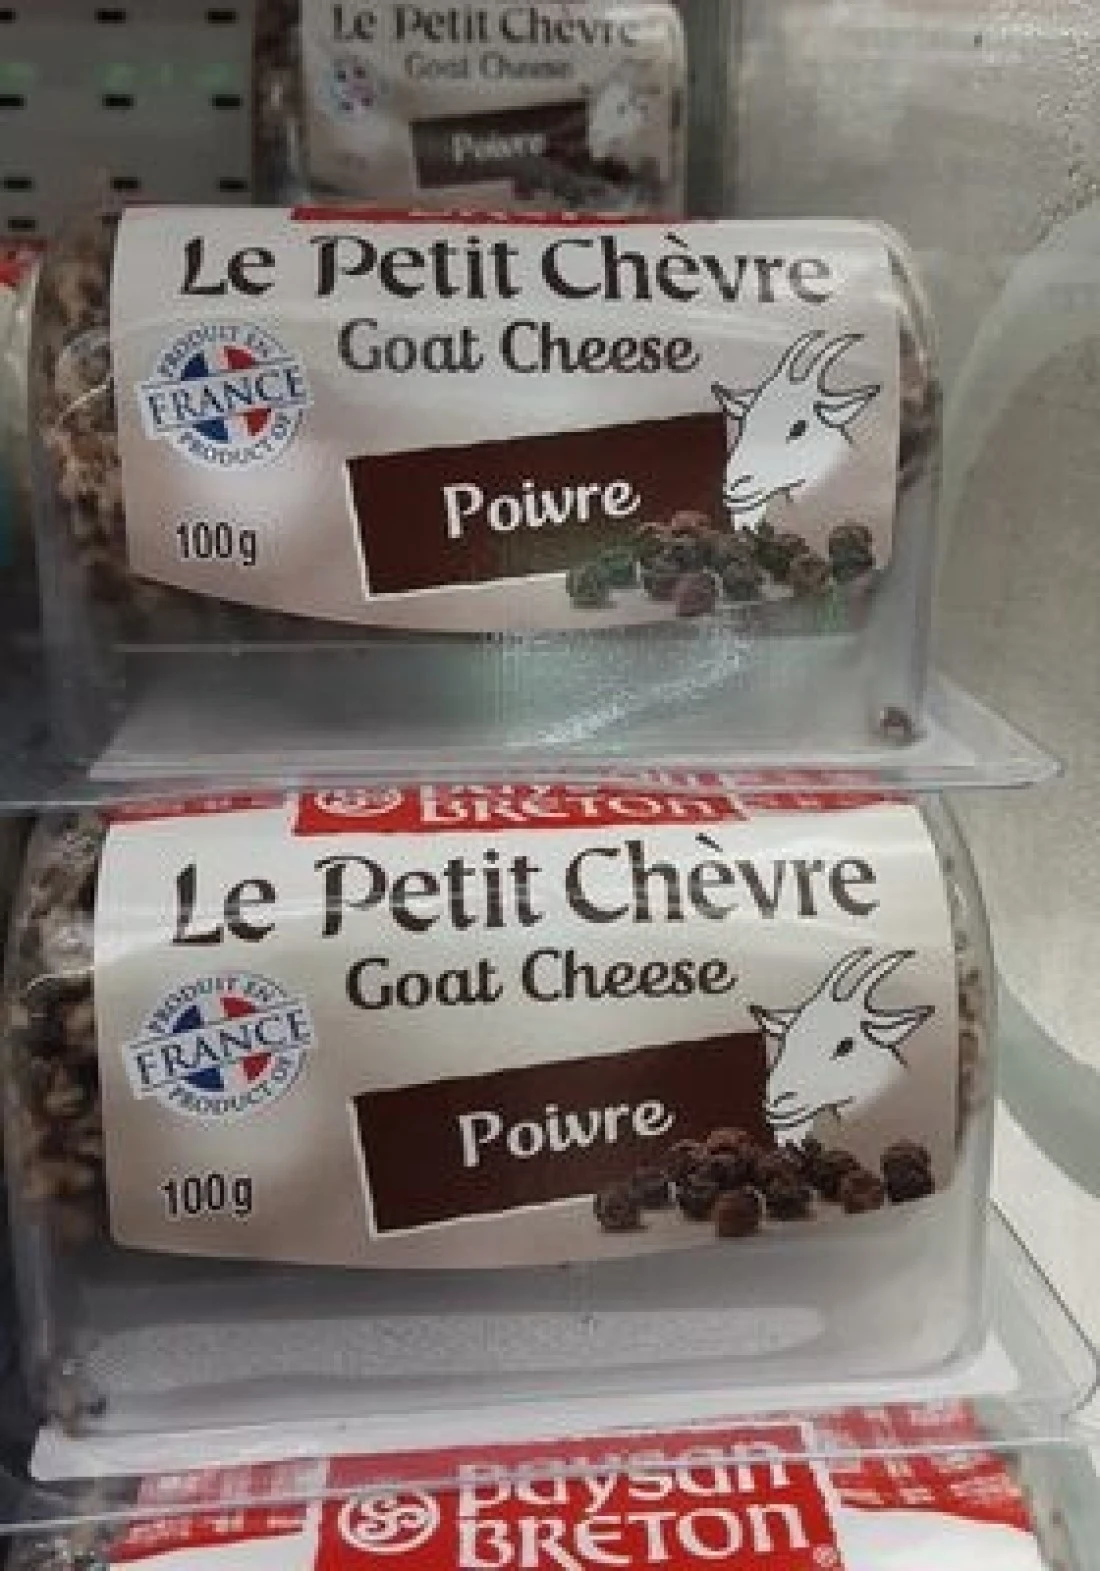 Le Petit Chèvre
Goat Cheese
Poivre
Le Petit Chèvre
Goat Cheese
PRODUIT EN
FRANCE
PRODUCT OF
Poivre
100g
BRETON
Le Petit Chèvre
Goat Cheese
PRODUIT EN
FRANCE
PRODUCT OF
Poivre
100g
paysan
BRETON®